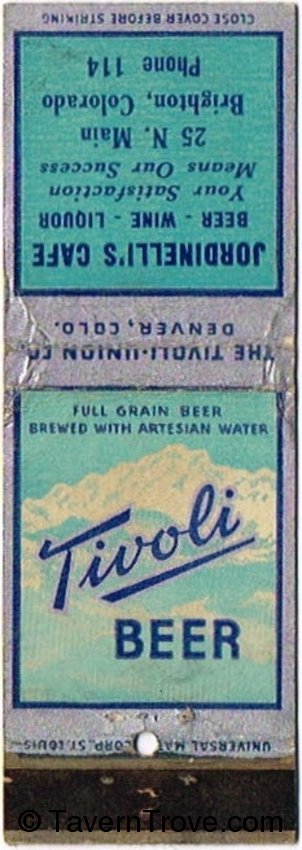 CLOSE COVER BEFORE STRIKING
JORDINELLI'S CAFE
BEER - WINE - LIQUOR
Your Satisfaction
Means Our Success
25 N. Main
Brighton, Colorado
Phone 114
THE TIVOLI-UNION CO.
DENVER, COLO.
FULL GRAIN BEER
BREWED WITH ARTESIAN WATER
Tivoli
BEER
UNIVERSAL CORP. ST. LOUIS
© TavernTrove.com